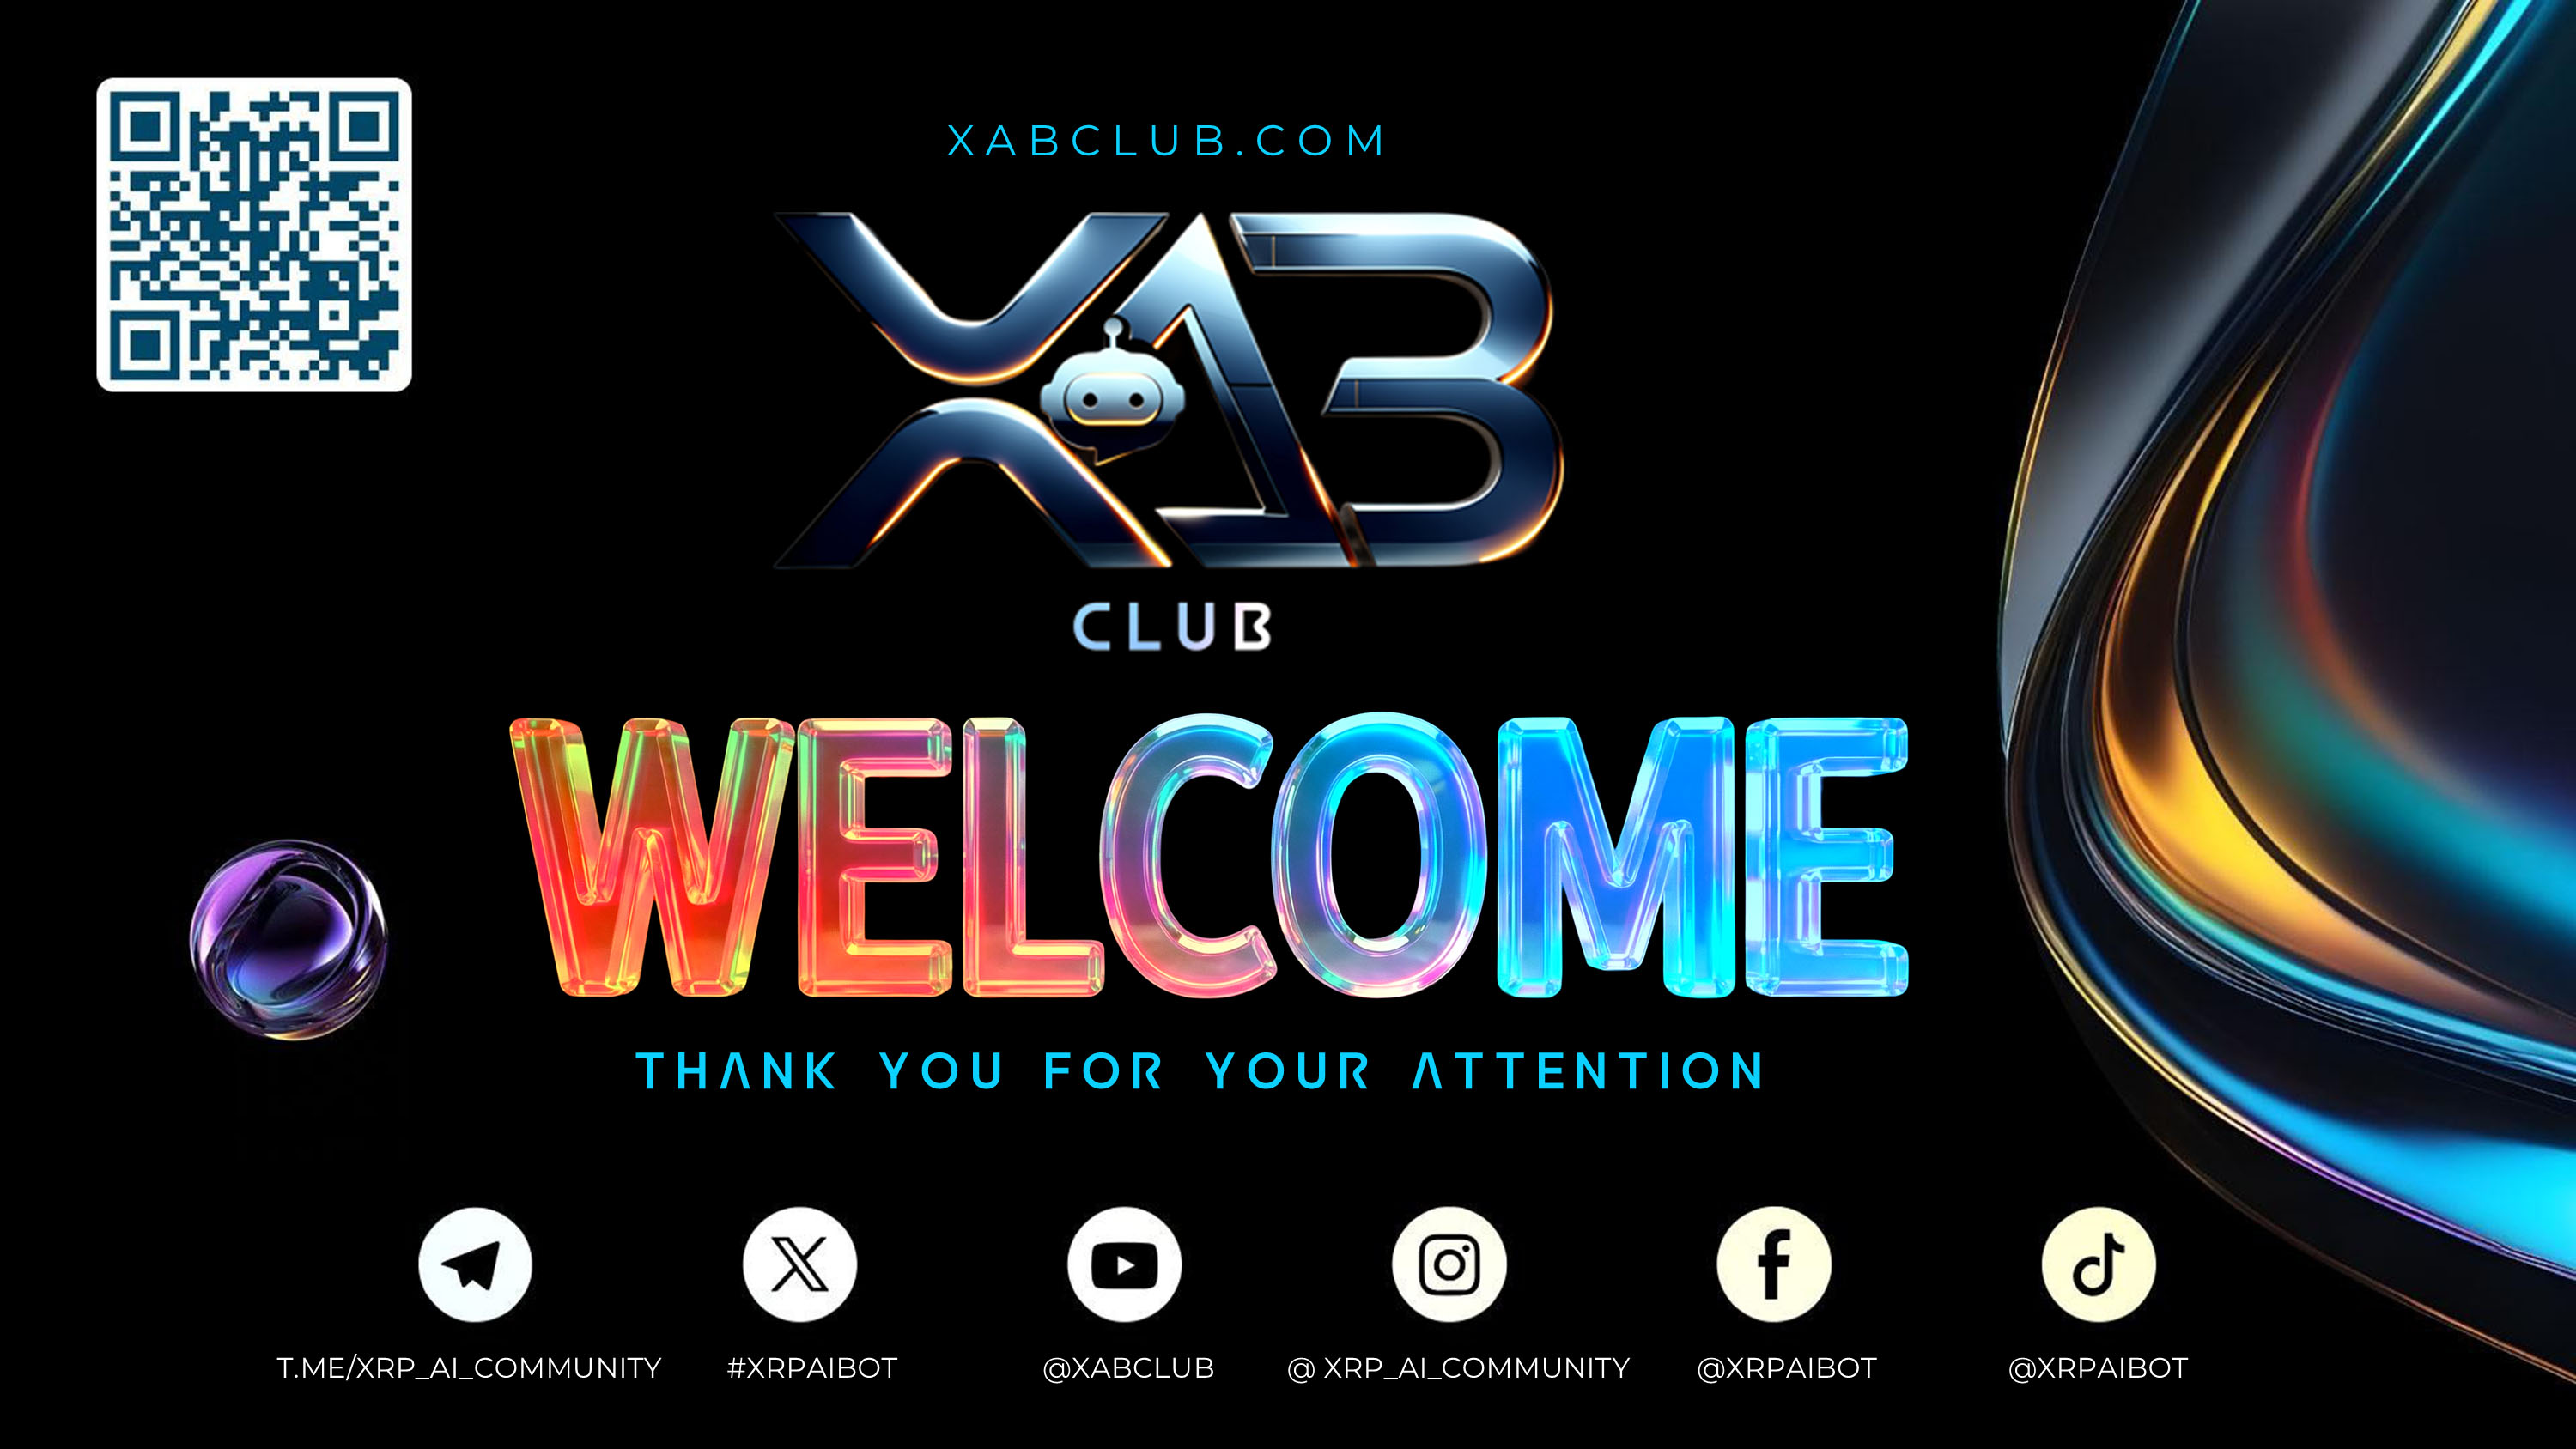 XABCLUB.COM
XAB
CLUB
WELCOME
THANK YOU FOR YOUR ATTENTION
T.ME/XRP_AI_COMMUNITY
#XRPAIBOT
@XABCLUB
@ XRP_AI_COMMUNITY
@XRPAIBOT
@XRPAIBOT